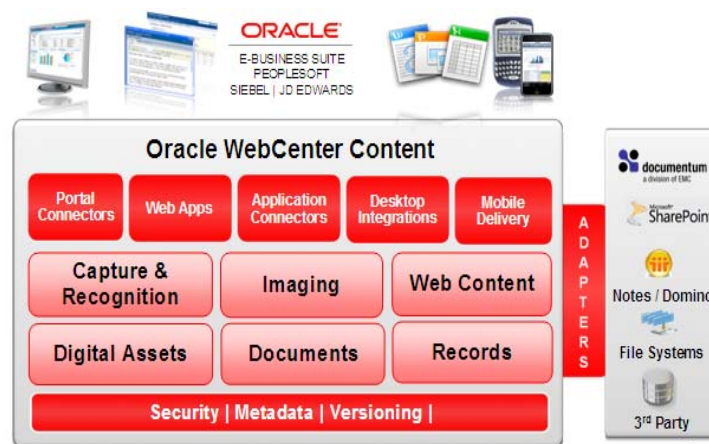 ORACLE®
E-BUSINESS SUITE
PEOPLESOFT
SIEBEL | JD EDWARDS
Oracle WebCenter Content
Portal
Connectors
Web Apps
Application
Connectors
Desktop
Integrations
Mobile
Delivery
Capture &
Recognition
Imaging
Web Content
Digital Assets
Documents
Records
Security | Metadata | Versioning |
ADAPTERS
documentum
a division of EMC
Microsoft
SharePoint
Notes / Domino
File Systems
3rd Party